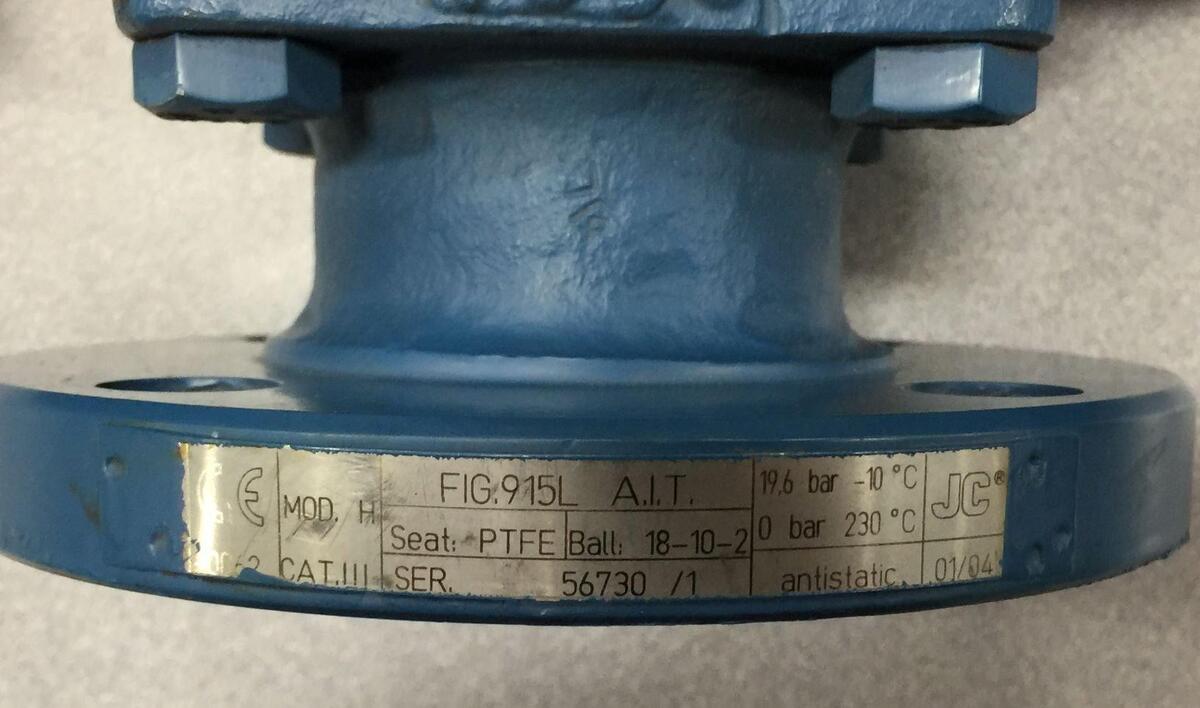 CE
MOD. H
CAT.III
FIG.915L A.I.T.
Seat: PTFE Ball: 18-10-2
SER. 56730 /1
19,6 bar -10 °C
0 bar 230 °C
antistatic.
JC®
01/04